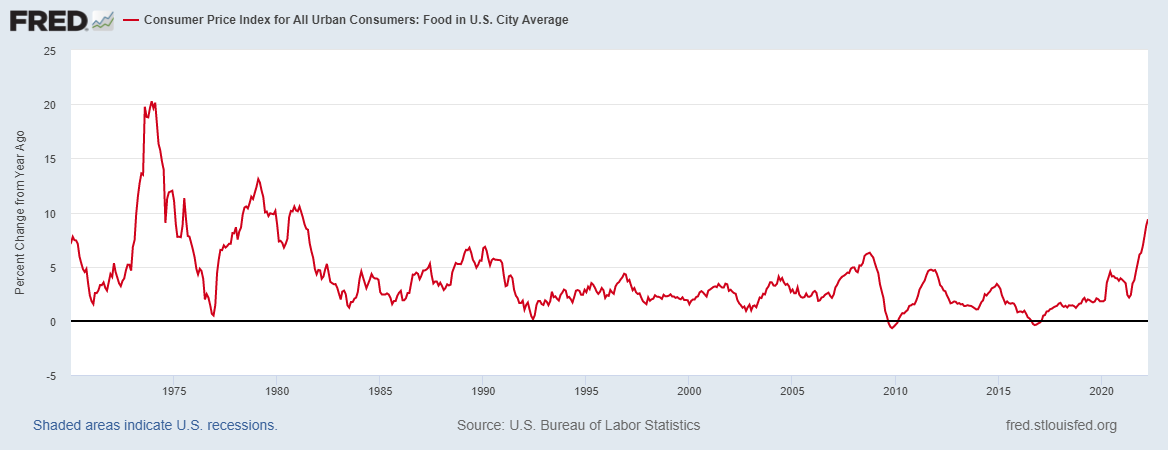 FRED
Consumer Price Index for All Urban Consumers: Food in U.S. City Average
Percent Change from Year Ago
25
20
15
10
5
0
-5
1975 1980 1985 1990 1995 2000 2005 2010 2015 2020
Shaded areas indicate U.S. recessions. Source: U.S. Bureau of Labor Statistics fred.stlouisfed.org